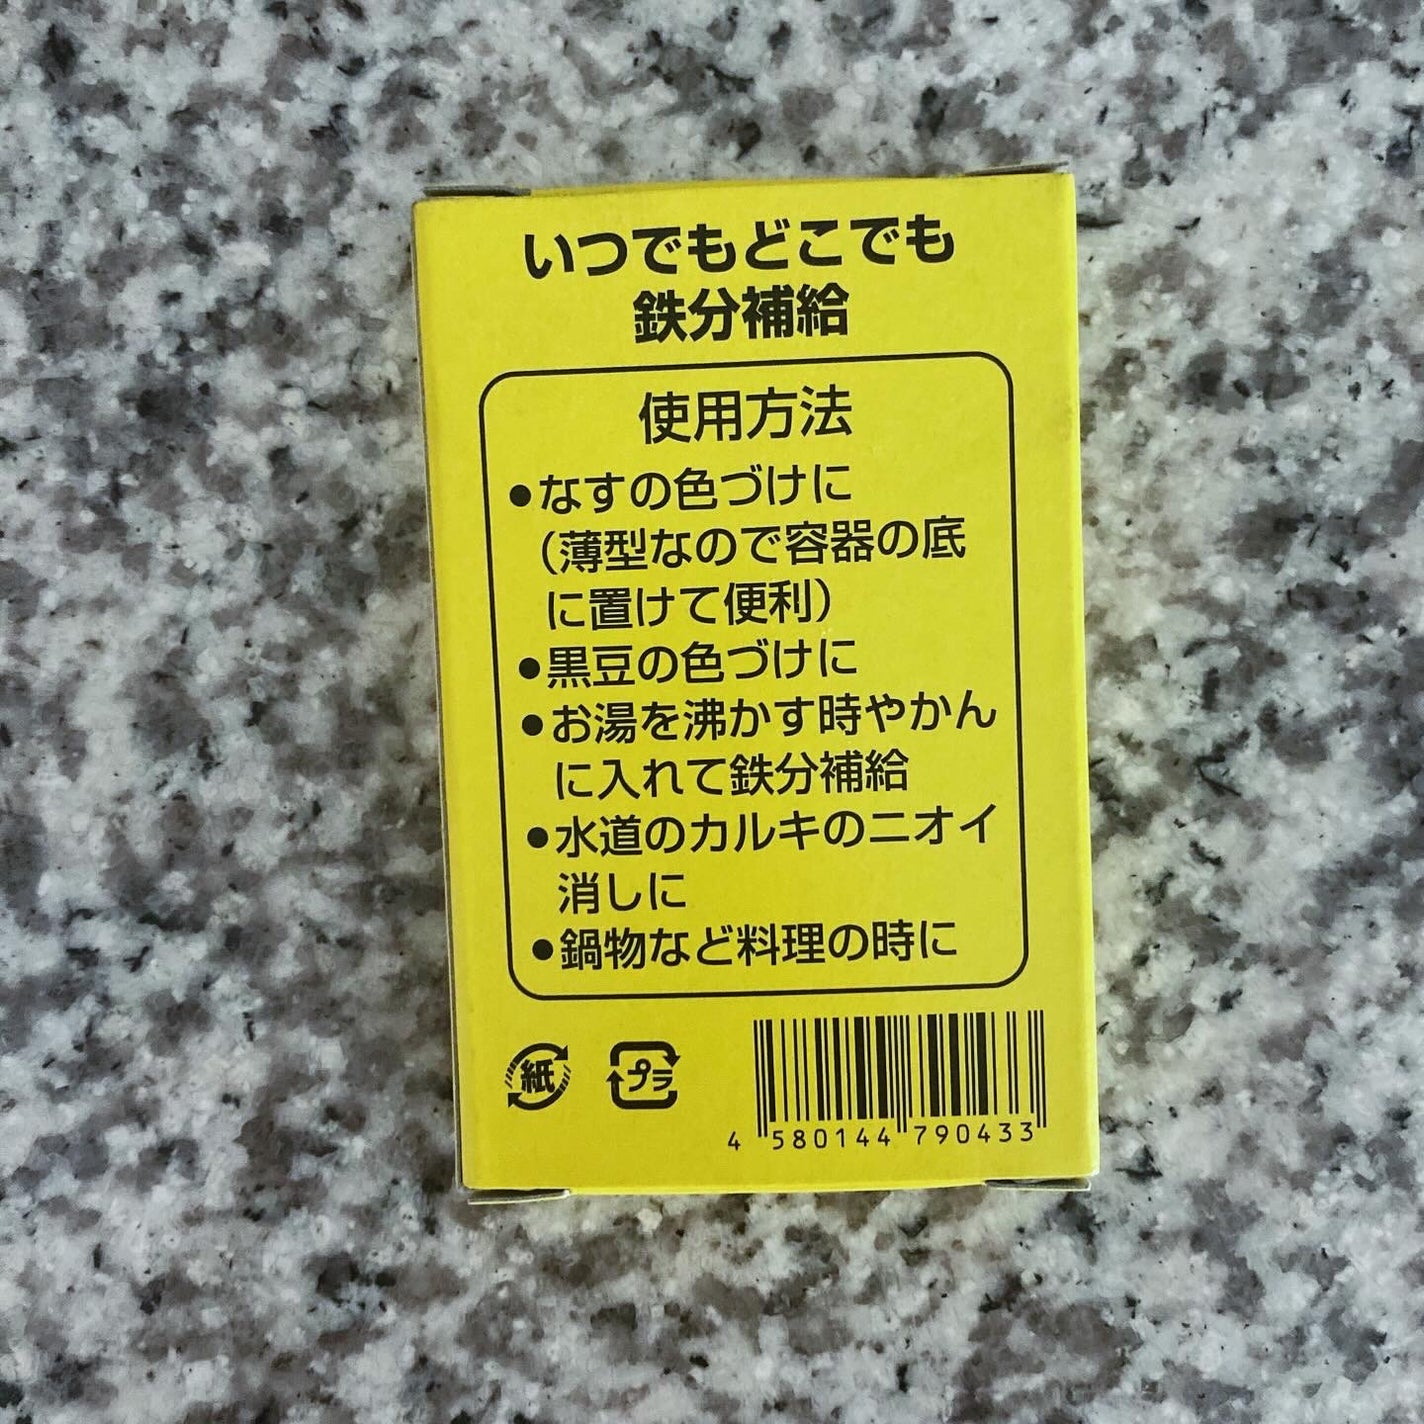 いつでもどこでも
鉄分補給
使用方法
●なすの色づけに
（薄型なので容器の底
に置けて便利）
●黒豆の色づけに
●お湯を沸かす時やかん
に入れて鉄分補給
●水道のカルキのニオイ
消しに
●鍋物など料理の時に
紙
プラ
4 580144 790433